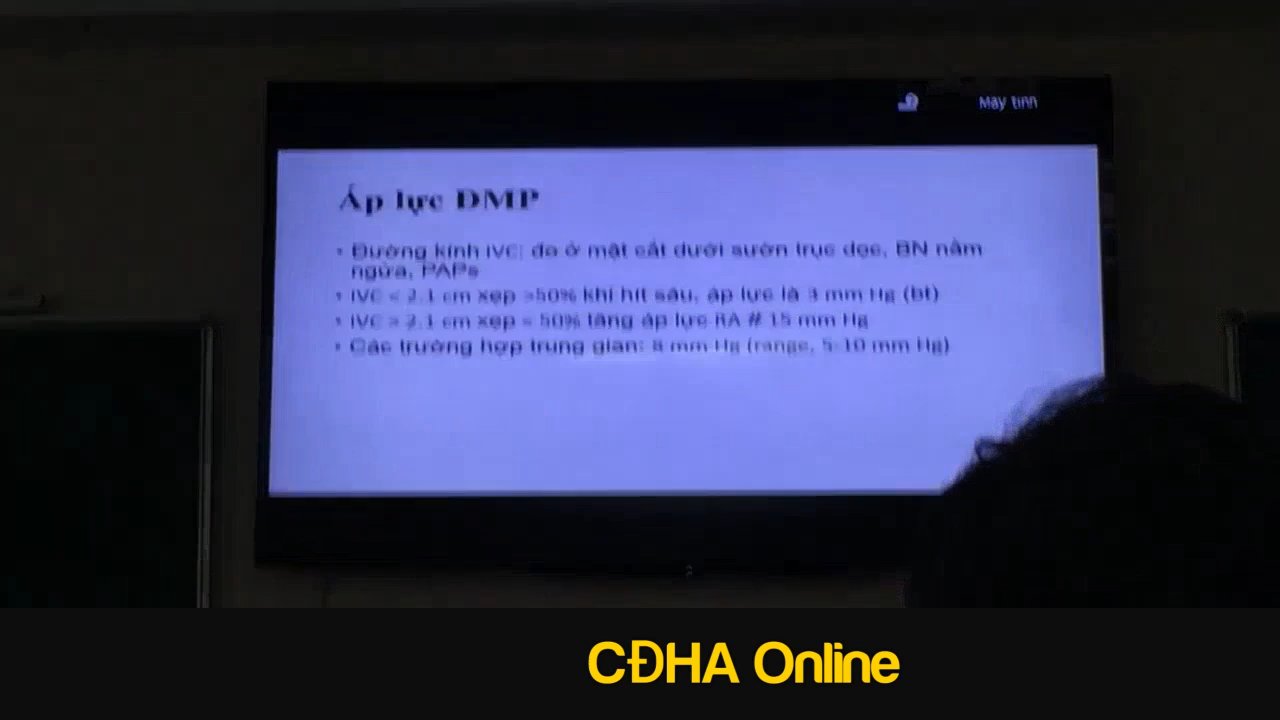 Máy tính
Áp lực ĐMP
• Đường kính IVC: đo ở mặt cắt dưới sườn trục dọc, BN nằm
ngửa, PAPs
• IVC < 2.1 cm xẹp >50% khi hít sâu, áp lực là 3 mm Hg (bt)
• IVC > 2.1 cm xẹp < 50% tăng áp lực RA # 15 mm Hg
• Các trường hợp trung gian: 8 mm Hg (range, 5-10 mm Hg)
CĐHA Online